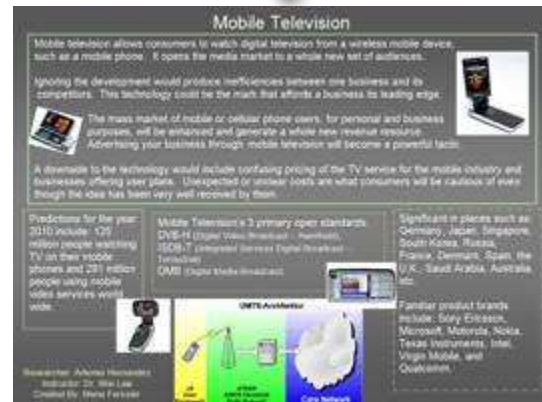 Mobile Television
Mobile television allows consumers to watch digital television from a wireless mobile device,
such as a mobile phone. It opens the media market to a whole new set of audiences.
Ignoring the development would produce inefficiencies between one business and its
competitors. This technology could be the mark that affords a business its leading edge.
The mass market of mobile or cellular phone users, for personal and business
purposes, will be enhanced and generate a whole new revenue resource.
Advertising your business through mobile television will become a powerful tactic.
A downside to the technology would include confusing pricing of the TV service for the mobile industry and
businesses offering user plans. Unexpected or unclear costs are what consumers will be cautious of even
though the idea has been very well received by them.
Predictions for the year
2010 include: 125
million people watching
TV on their mobile
phones and 281 million
people using mobile
video services world
wide.
Mobile Television's 3 primary open standards:
DVB-H (Digital Video Broadcast - Handheld)
ISDB-T (Integrated Services Digital Broadcast -
Terrestrial)
DMB (Digital Media Broadcast)
Significant in places such as:
Germany, Japan, Singapore,
South Korea, Russia,
France, Denmark, Spain, the
U.K., Saudi Arabia, Australia,
etc.
Familiar product brands
include: Sony Ericsson,
Microsoft, Motorola, Nokia,
Texas Instruments, Intel,
Virgin Mobile, and
Qualcomm.
Core Network
Researcher: Hernandez
Instructor: Dr. Lee
Created By: Maria